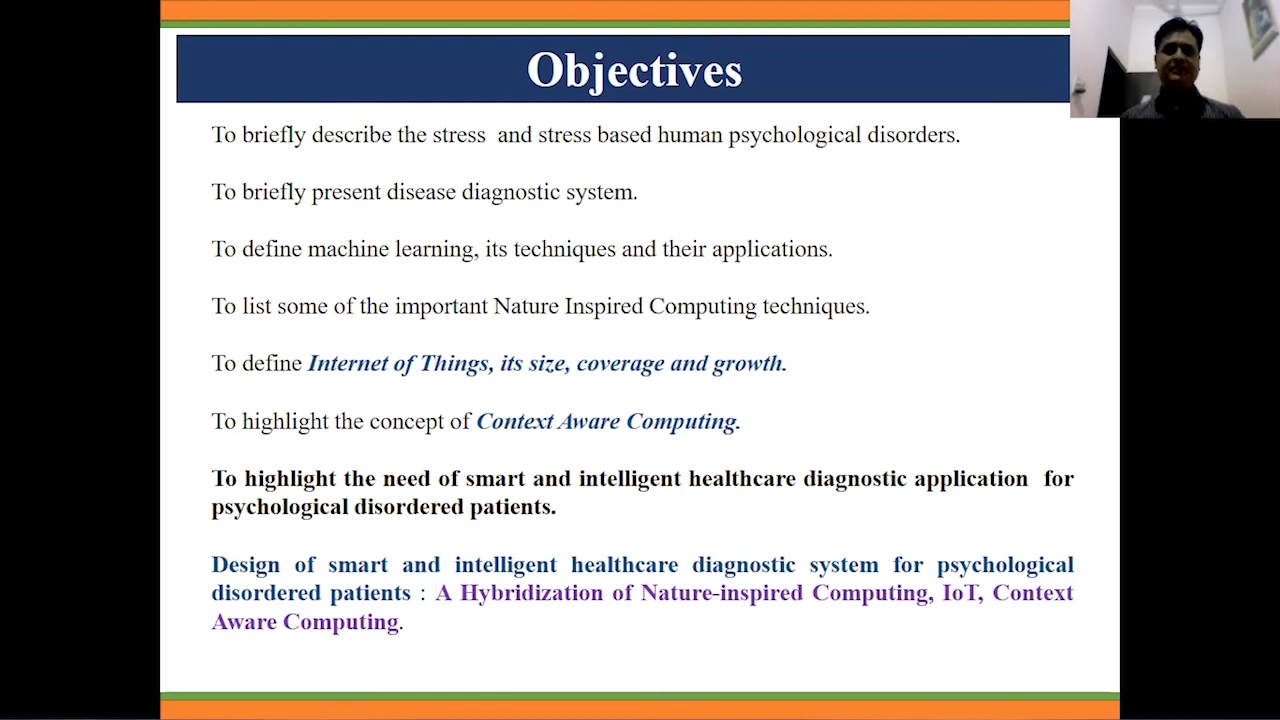 Objectives
To briefly describe the stress and stress based human psychological disorders.
To briefly present disease diagnostic system.
To define machine learning, its techniques and their applications.
To list some of the important Nature Inspired Computing techniques.
To define Internet of Things, its size, coverage and growth.
To highlight the concept of Context Aware Computing.
To highlight the need of smart and intelligent healthcare diagnostic application for
psychological disordered patients.
Design of smart and intelligent healthcare diagnostic system for psychological
disordered patients : A Hybridization of Nature-inspired Computing, IoT, Context
Aware Computing.